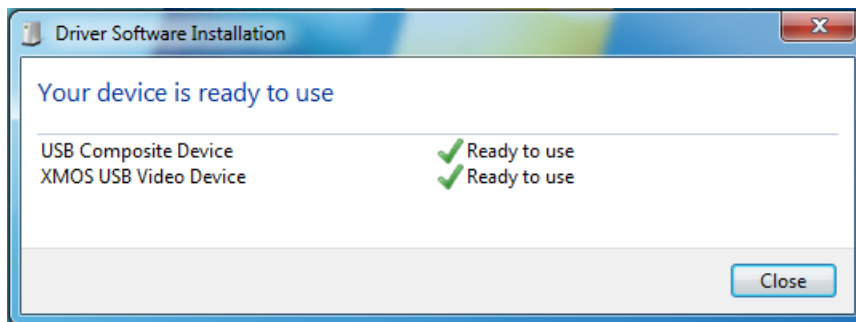 Driver Software Installation
Your device is ready to use
USB Composite Device Ready to use
XMOS USB Video Device Ready to use
Close